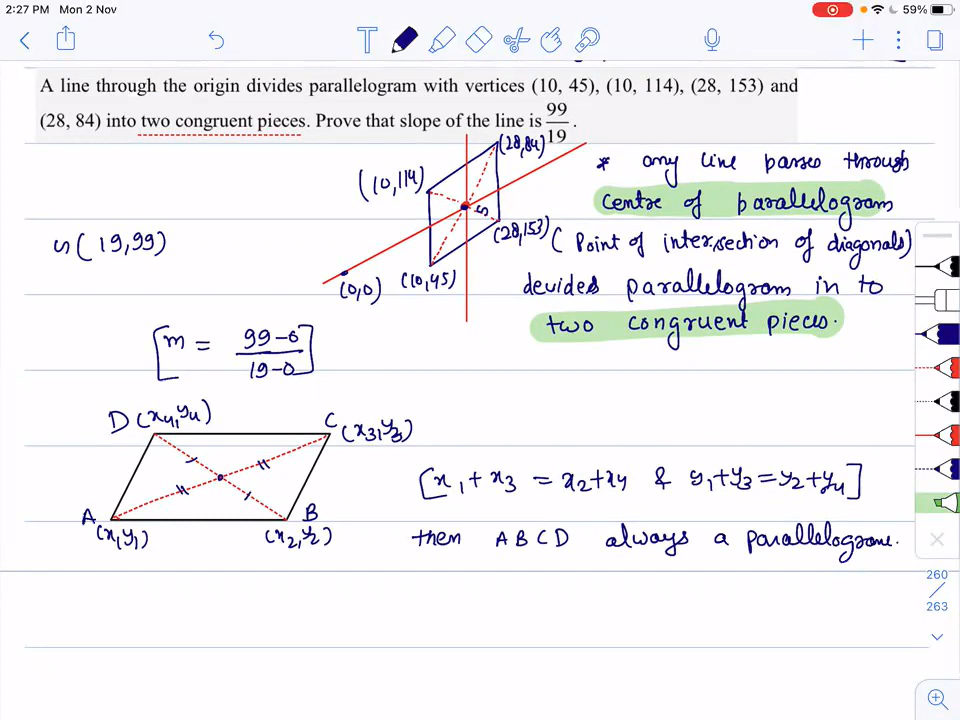 2:27 PM Mon 2 Nov
59%
A line through the origin divides parallelogram with vertices (10, 45), (10, 114), (28, 153) and
(28, 84) into two congruent pieces. Prove that slope of the line is 99/19 .
(28,84)
(10,114)
S
(28,153)
(10,45)
(0,0)
* any line passes through
centre of parallelogram
( Point of intersection of diagonals)
devided parallelogram in to
two congruent pieces.
S( 19,99)
[m = 99-0/19-0]
D(x4,y4)
C(x3,y3)
A
(x1,y1)
B
(x2,y2)
[x1+x3 = x2+x4 & y1+y3=y2+y4]
then ABCD always a parallelogram.
260
263